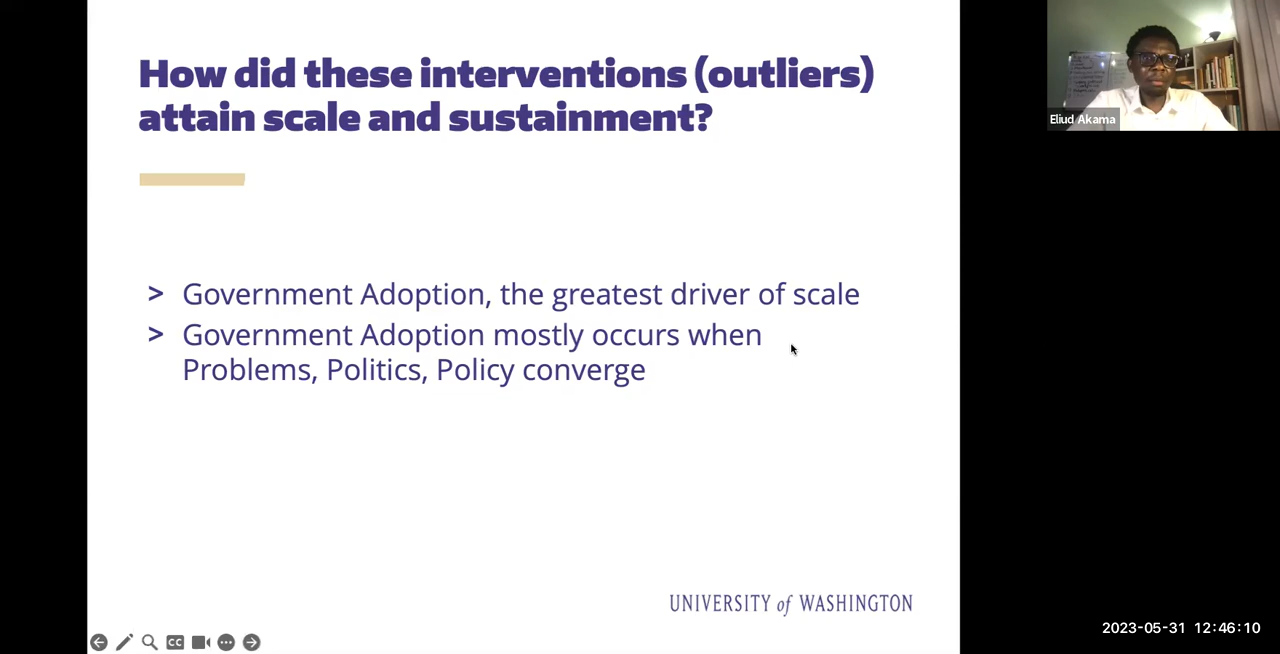 How did these interventions (outliers)
attain scale and sustainment?
> Government Adoption, the greatest driver of scale
> Government Adoption mostly occurs when
Problems, Politics, Policy converge
UNIVERSITY of WASHINGTON
Eliud Akama
CC
2023-05-31 12:46:10